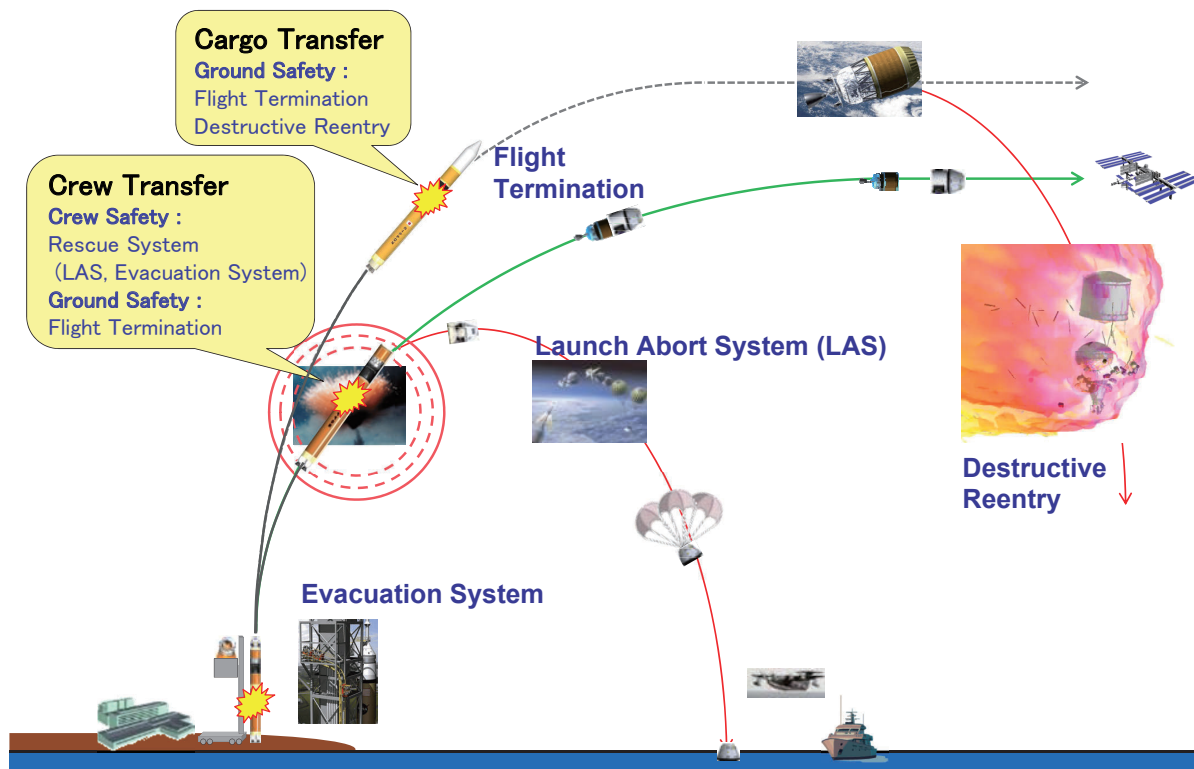 Cargo Transfer
Ground Safety :
Flight Termination
Destructive Reentry
Crew Transfer
Crew Safety :
Rescue System
(LAS, Evacuation System)
Ground Safety :
Flight Termination
Flight
Termination
Launch Abort System (LAS)
Destructive
Reentry
Evacuation System